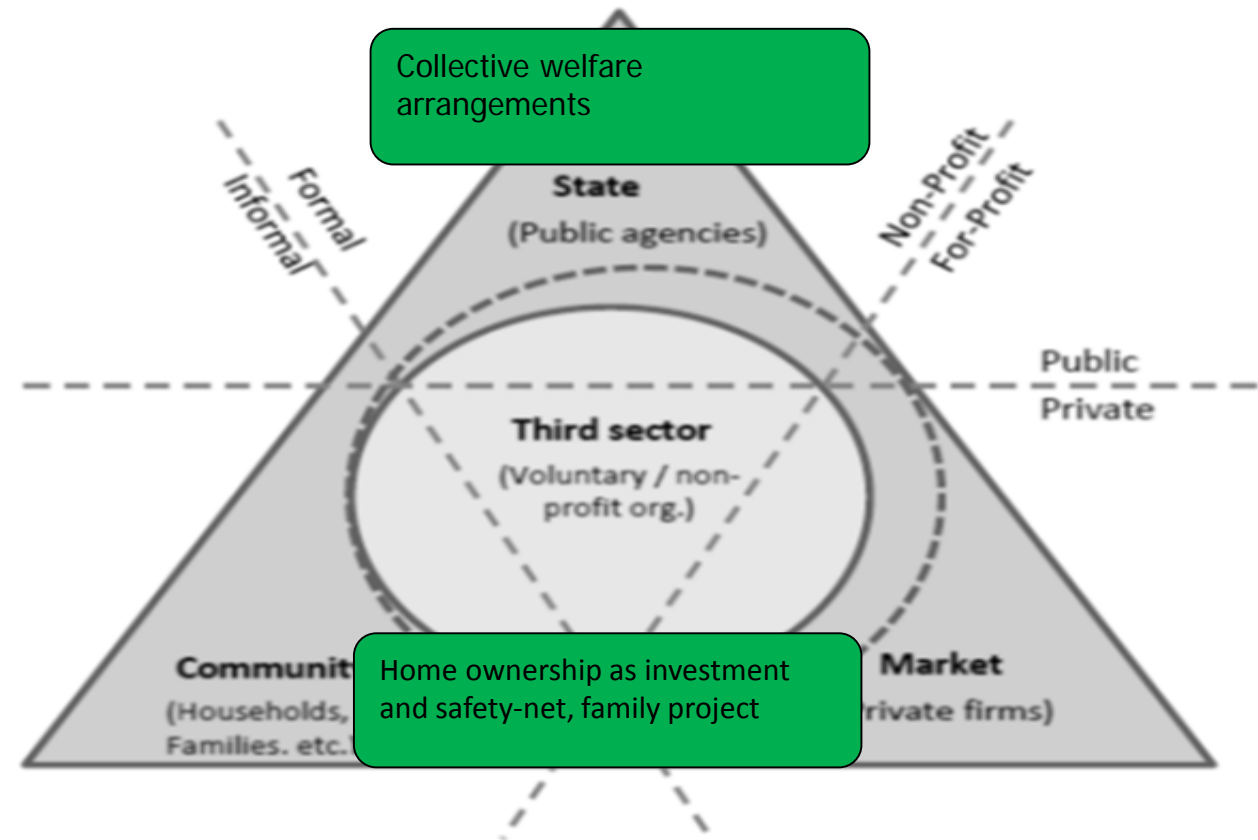 Collective welfare
arrangements
Formal
Informal
Non-Profit
For-Profit
State
(Public agencies)
Public
Private
Third sector
(Voluntary / non-
profit org.)
Communit
(Households,
Families. etc.)
Home ownership as investment
and safety-net, family project
Market
rivate firms)